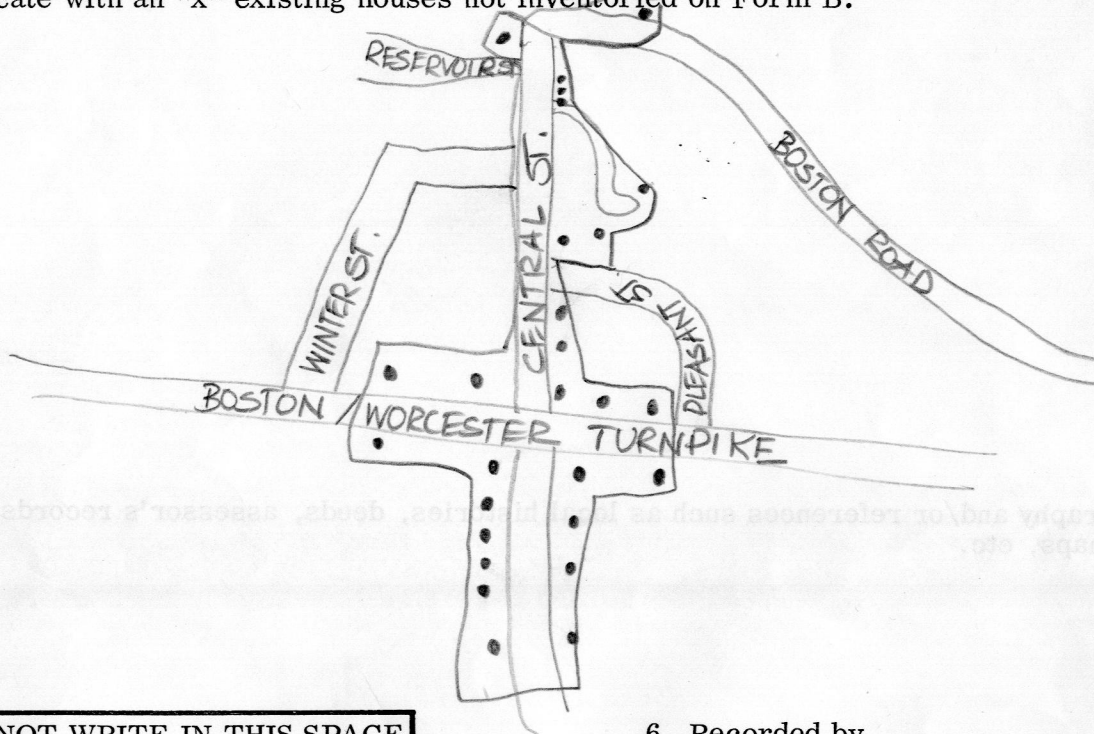 cate with an "x" existing houses not inventoried on Form B.
RESERVOIR ST
BOSTON ROAD
CENTRAL ST.
WINTER ST.
PLEASANT ST
BOSTON / WORCESTER TURNPIKE
raphy and/or references such as local histories, deeds, assessor's records
maps, etc.
NOT WRITE IN THIS SPACE
6. Recorded by